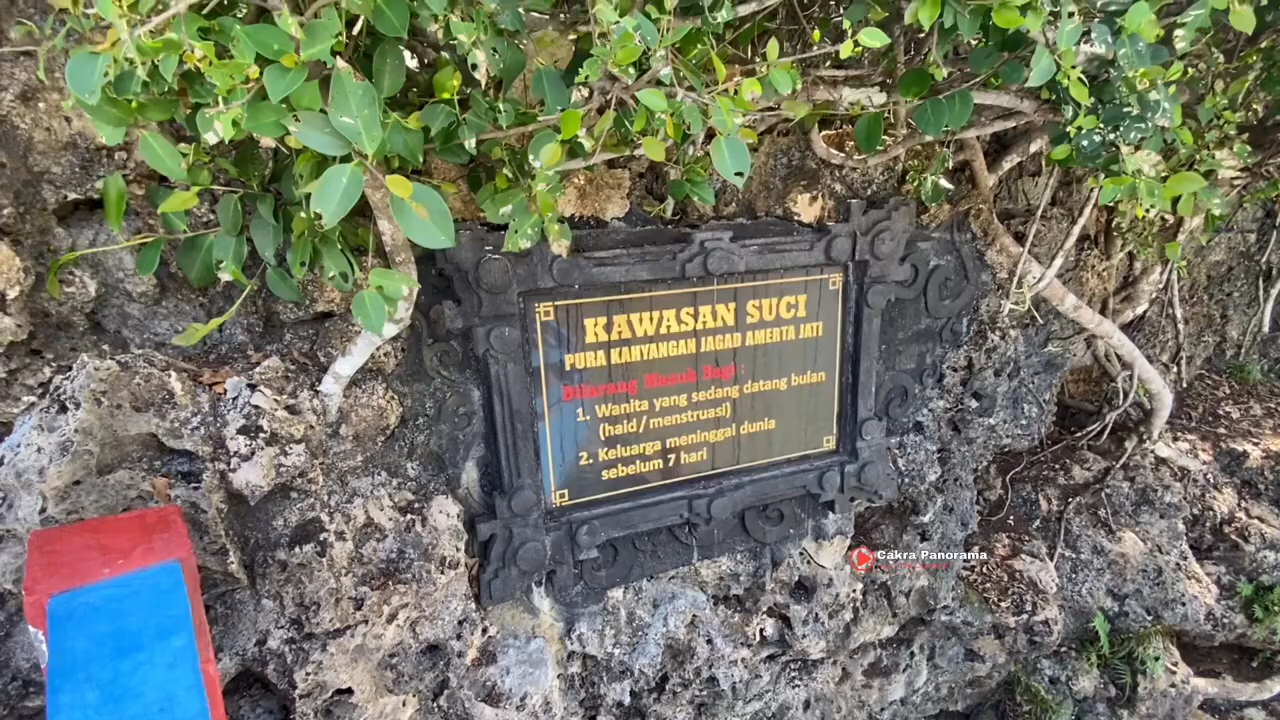 KAWASAN SUCI
PURA KAHYANGAN JAGAD AMERTA JATI
Dilarang Masuk Bagi :
1. Wanita yang sedang datang bulan
(haid/menstruasi)
2. Keluarga meninggal dunia
sebelum 7 hari
Cakra Panorama